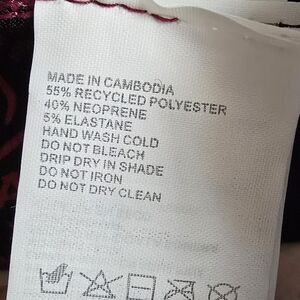 MADE IN CAMBODIA
55% RECYCLED POLYESTER
40% NEOPRENE
5% ELASTANE
HAND WASH COLD
DO NOT BLEACH
DRIP DRY IN SHADE
DO NOT IRON
DO NOT DRY CLEAN